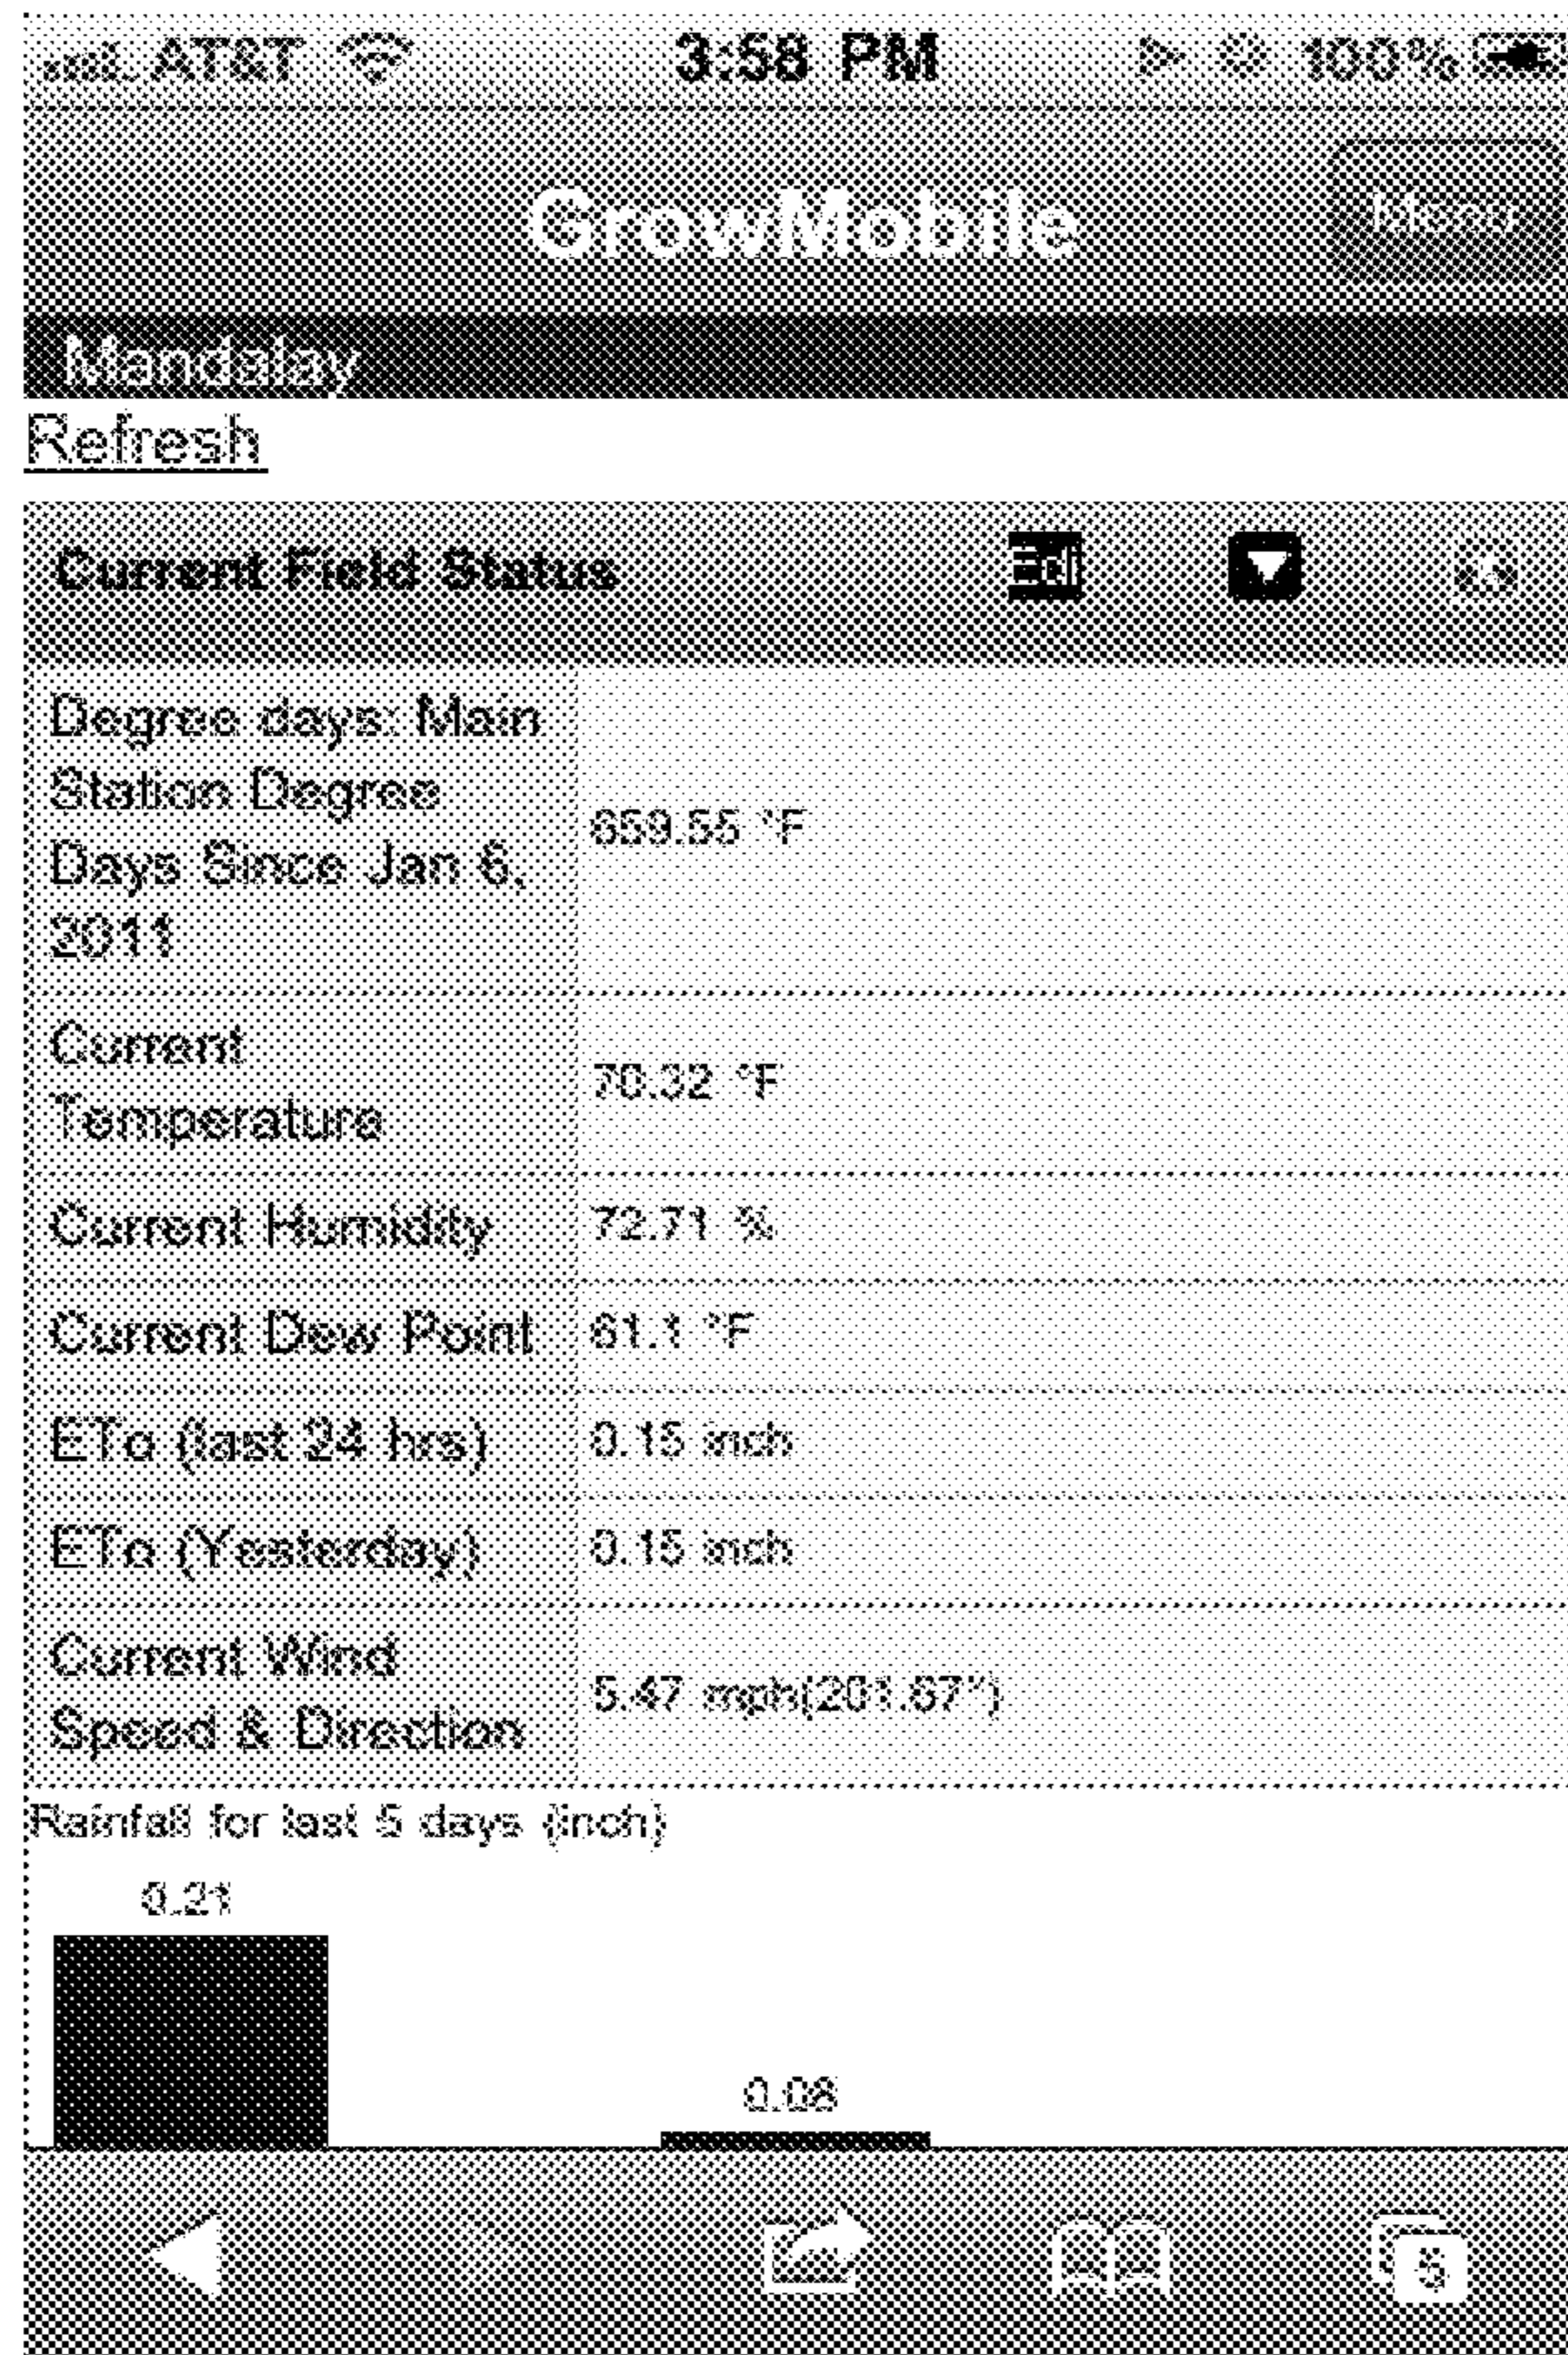 AT&T 3:58 PM 100%
GrowMobile Menu
Mandalay
Refresh
Current Field Status
Degree days: Main
Station Degree
Days Since Jan 6,
2011
659.55 °F
Current
Temperature
70.32 °F
Current Humidity 72.71 %
Current Dew Point 61.1 °F
ETo (last 24 hrs) 0.15 inch
ETo (Yesterday) 0.15 inch
Current Wind
Speed & Direction
5.47 mph(201.67°)
Rainfall for last 5 days (inch)
0.21
0.08
5